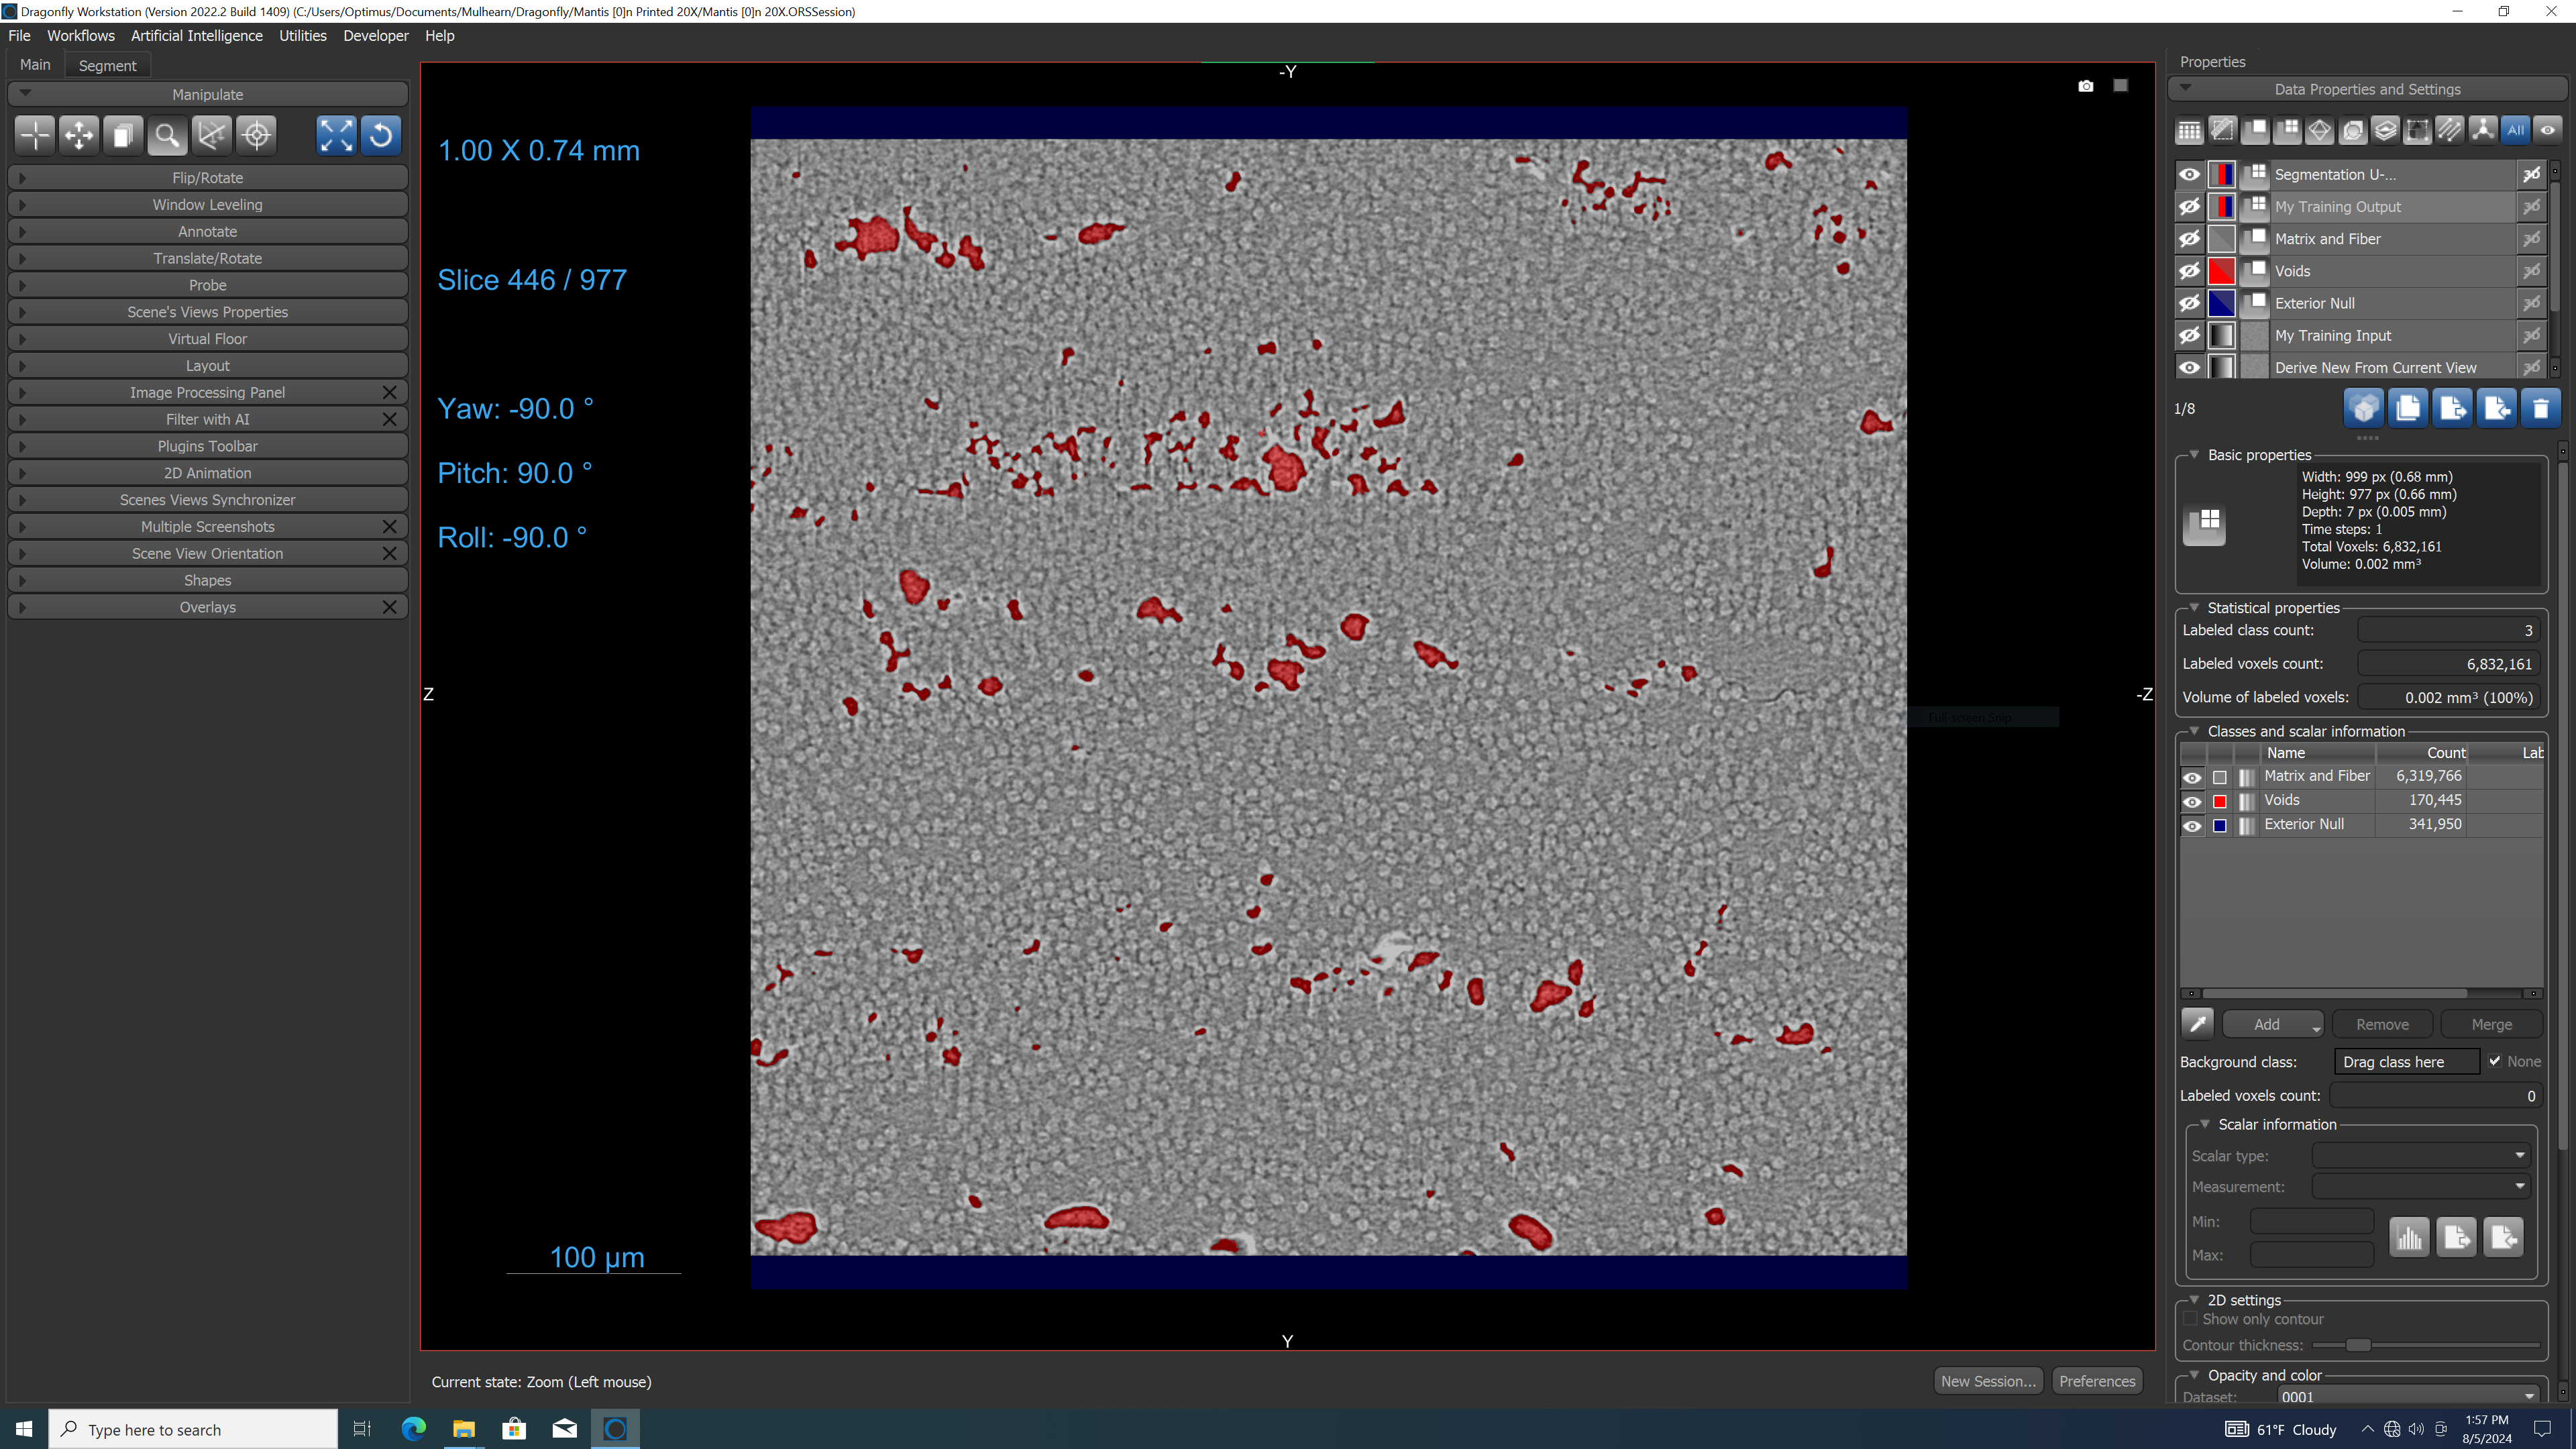 Dragonfly Workstation (Version 2022.2 Build 1409) (C:/Users/Optimus/Documents/Mulhearn/Dragonfly/Mantis [0]n Printed 20X/Mantis [0]n 20X.ORSSession)
File Workflows Artificial Intelligence Utilities Developer Help
Main Segment
Manipulate
Flip/Rotate
Window Leveling
Annotate
Translate/Rotate
Probe
Scene's Views Properties
Virtual Floor
Layout
Image Processing Panel
Filter with AI
Plugins Toolbar
2D Animation
Scenes Views Synchronizer
Multiple Screenshots
Scene View Orientation
Shapes
Overlays
-Y
1.00 X 0.74 mm
Slice 446 / 977
Yaw: -90.0 °
Pitch: 90.0 °
Roll: -90.0 °
Z
-Z
Full-screen Snip
100 µm
Y
Current state: Zoom (Left mouse)
New Session... Preferences
Properties
Data Properties and Settings
All
Segmentation U-... 3D
My Training Output 3D
Matrix and Fiber 3D
Voids 3D
Exterior Null 3D
My Training Input 3D
Derive New From Current View 3D
1/8
Basic properties
Width: 999 px (0.68 mm)
Height: 977 px (0.66 mm)
Depth: 7 px (0.005 mm)
Time steps: 1
Total Voxels: 6,832,161
Volume: 0.002 mm³
Statistical properties
Labeled class count: 3
Labeled voxels count: 6,832,161
Volume of labeled voxels: 0.002 mm³ (100%)
Classes and scalar information
Name Count Lab
Matrix and Fiber 6,319,766
Voids 170,445
Exterior Null 341,950
Add Remove Merge
Background class: Drag class here None
Labeled voxels count: 0
Scalar information
Scalar type:
Measurement:
Min:
Max:
2D settings
Show only contour
Contour thickness:
Opacity and color
Dataset: 0001
Type here to search
61°F Cloudy
1:57 PM
8/5/2024